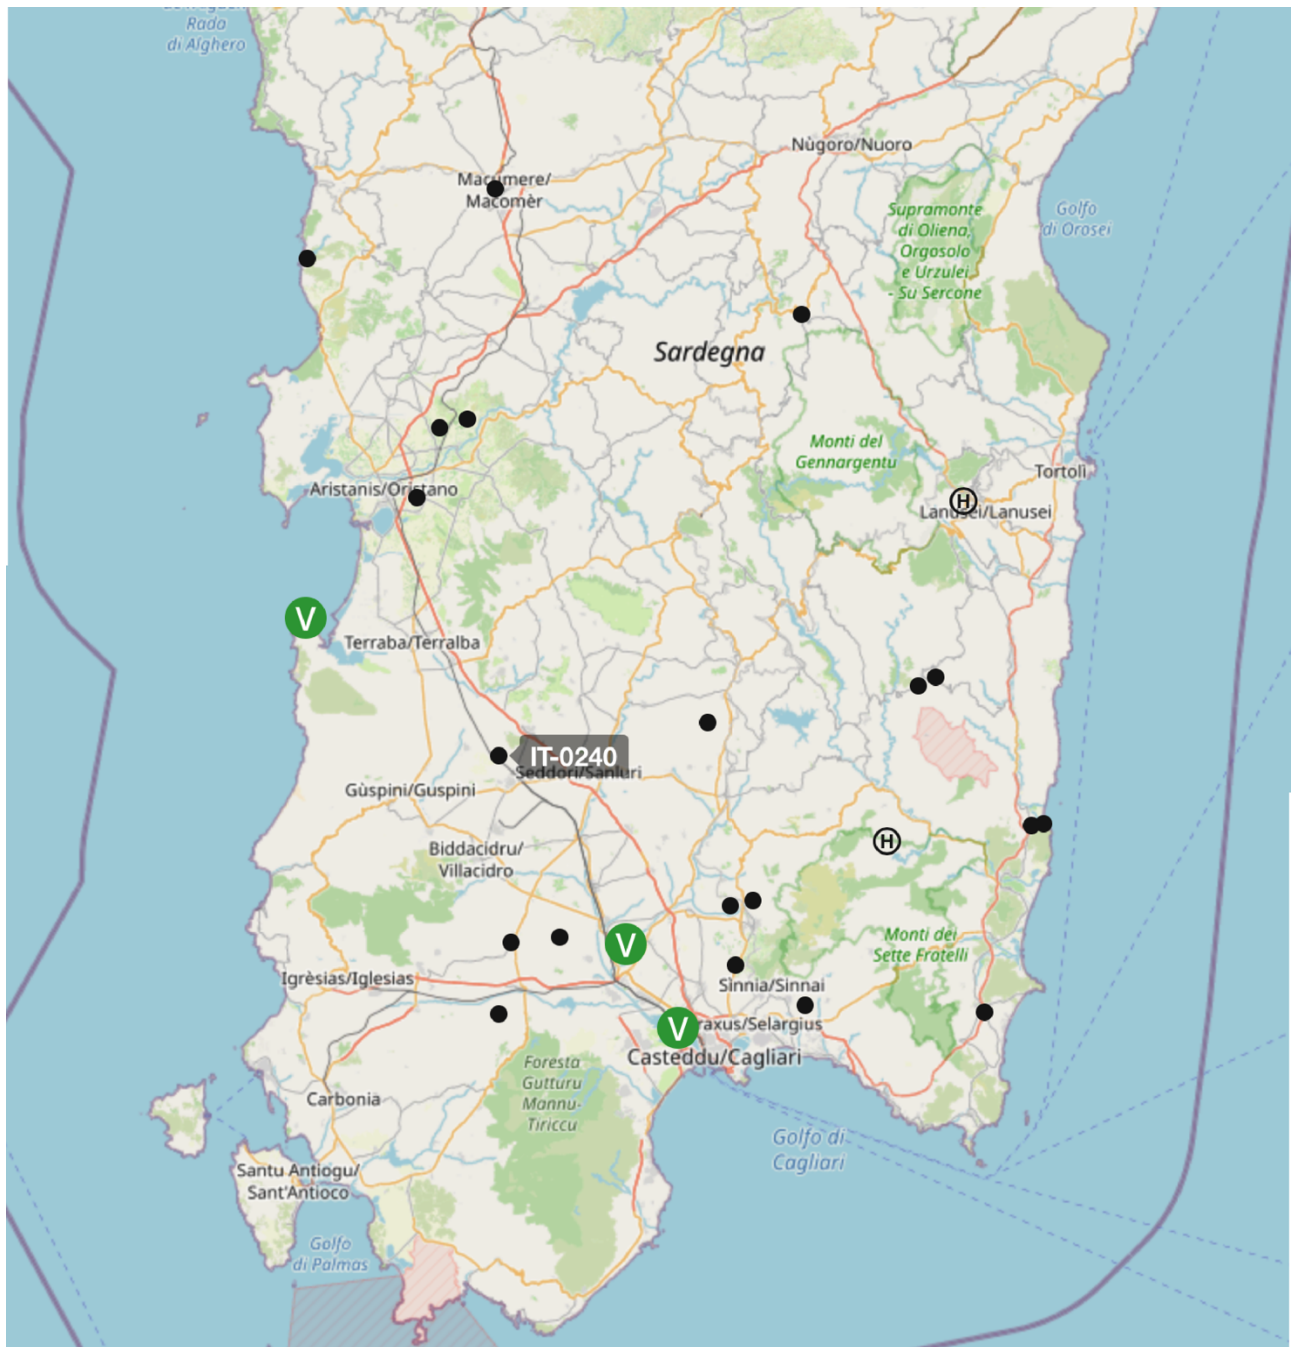 Rada
di Alghero
Nùgoro/Nuoro
Macumere/
Macomèr
Supramonte
di Oliena,
Orgosolo
e Urzulei
- Su Sercone
Golfo
di Orosei
Sardegna
Monti del
Gennargentu
Tortolì
Aristanis/Oristano
H
Lanusei/Lanusei
V
Terraba/Terralba
IT-0240
Seddori/Sanluri
Gùspini/Guspini
H
Biddacidru/
Villacidro
V
Monti dei
Sette Fratelli
Igrèsias/Iglesias
Sinnia/Sinnai
V
raxus/Selargius
Casteddu/Cagliari
Foresta
Gutturu
Mannu-
Tiriccu
Carbonia
Golfo di
Cagliari
Santu Antiogu/
Sant'Antioco
Golfo
di Palmas